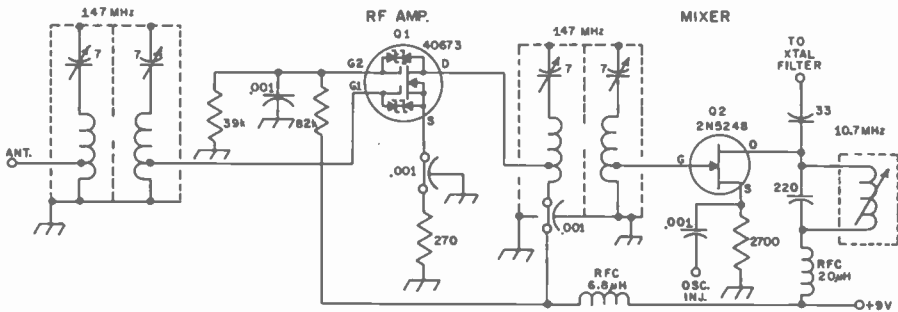 RF AMP.
MIXER
147 MHz
Q1
40673
147 MHz
TO
XTAL
FILTER
7
7
G2
D
7
7
.001
G1
33
Q2
2N5248
10.7MHz
39k
82k
S
G
D
ANT.
.001
220
S
.001
.001
2700
270
RFC
6.8µH
OSC.
INJ.
RFC
20µH
+9V